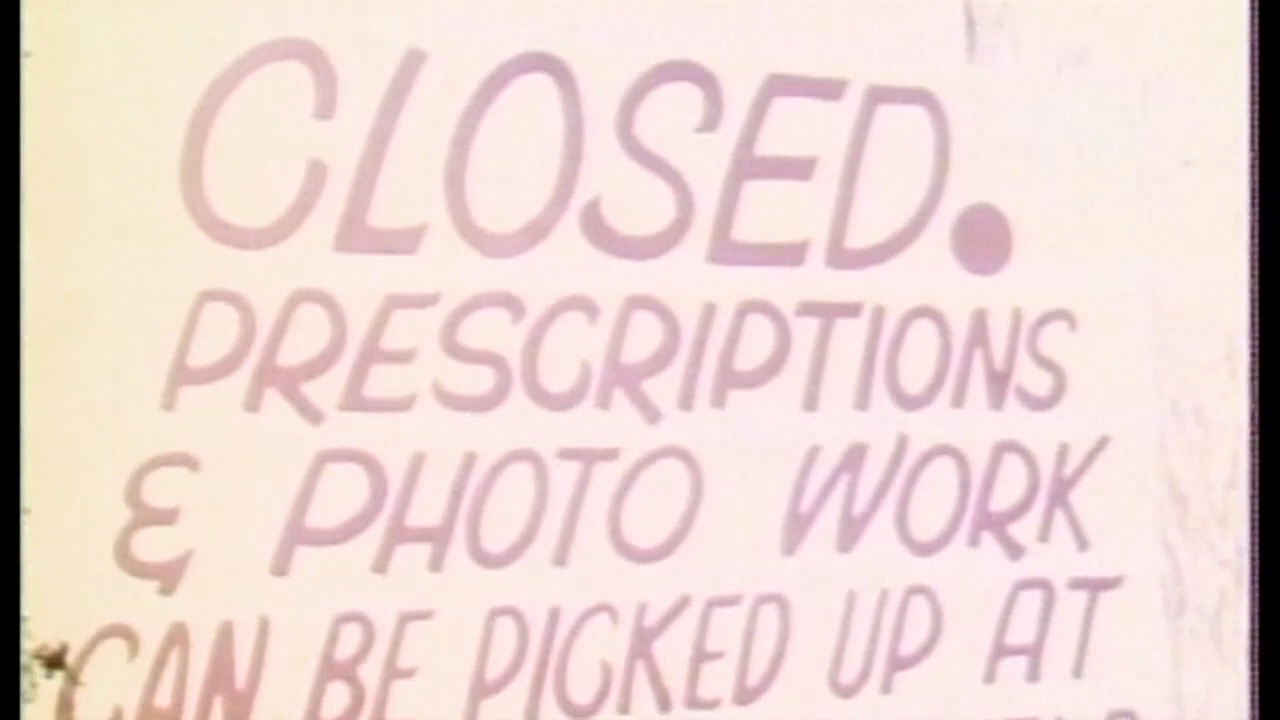 CLOSED.
PRESCRIPTIONS
& PHOTO WORK
CAN BE PICKED UP AT